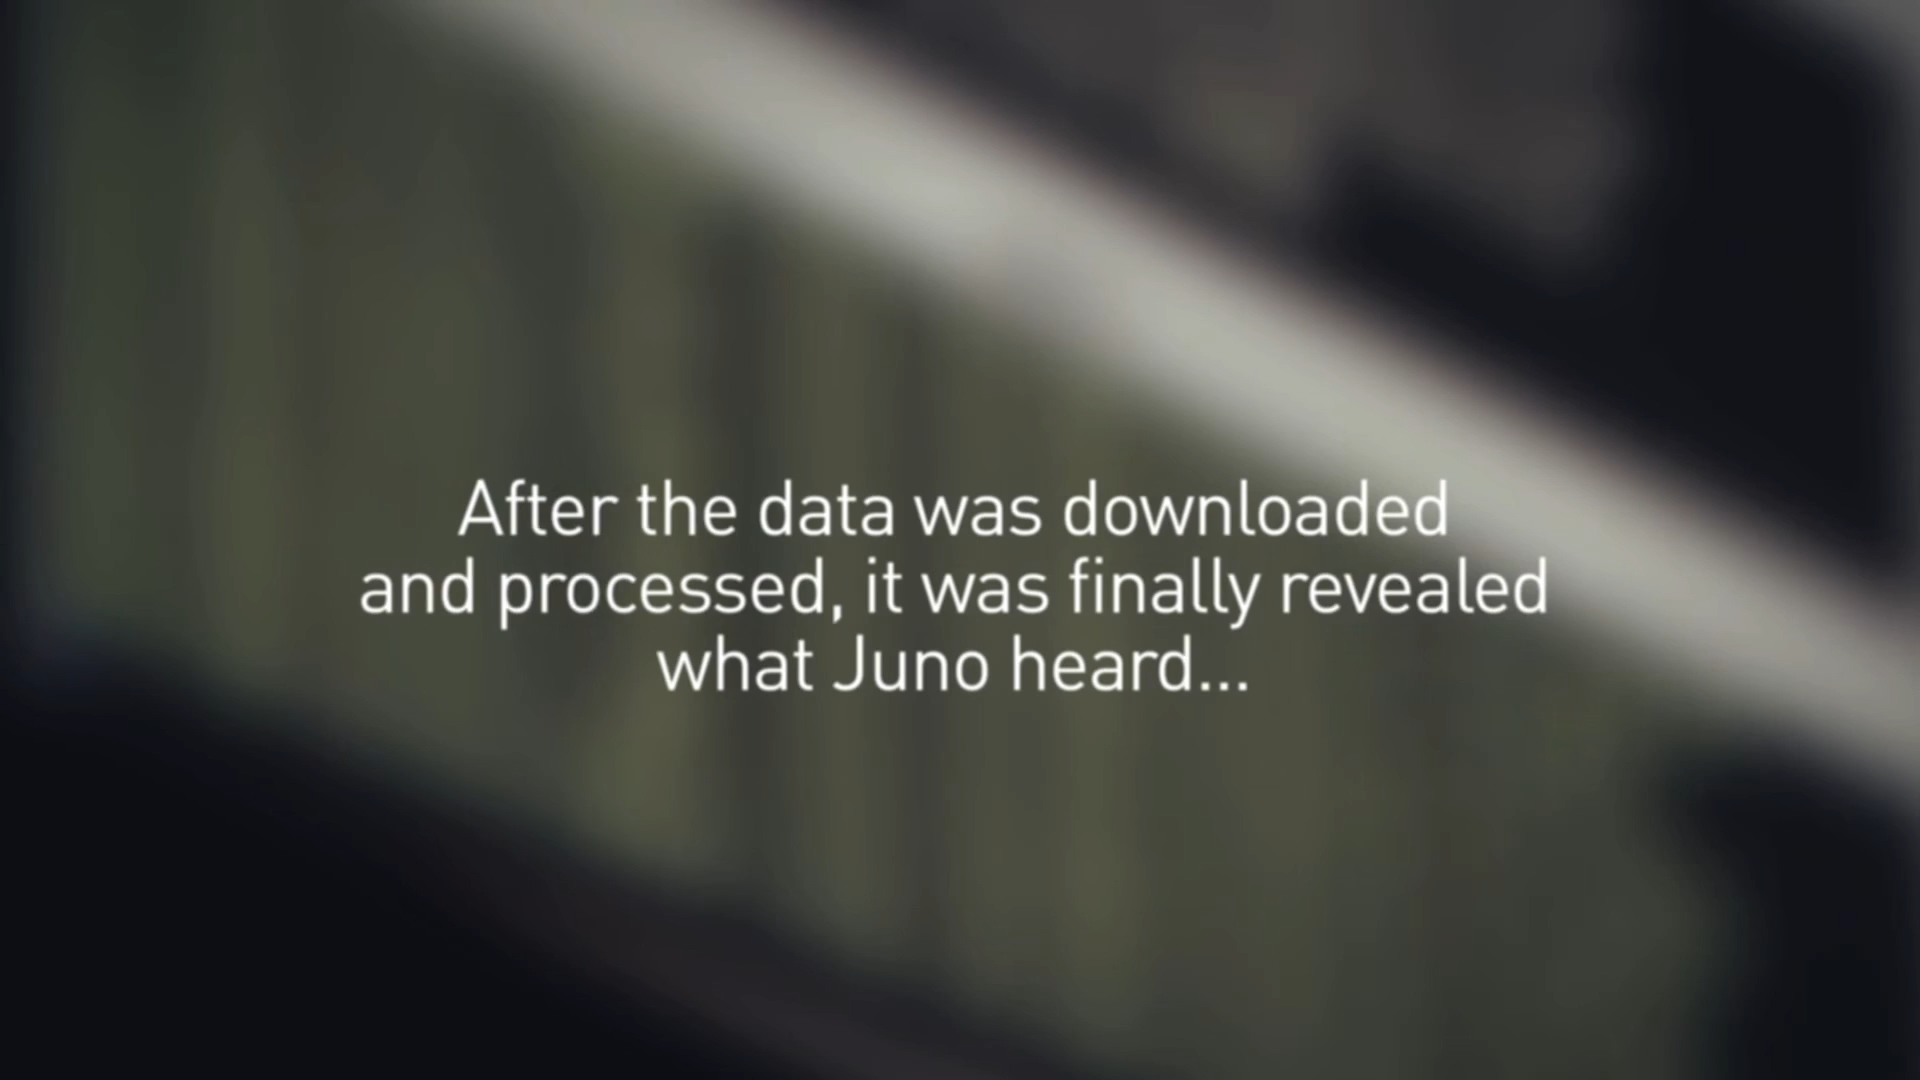 After the data was downloaded
and processed, it was finally revealed
what Juno heard...